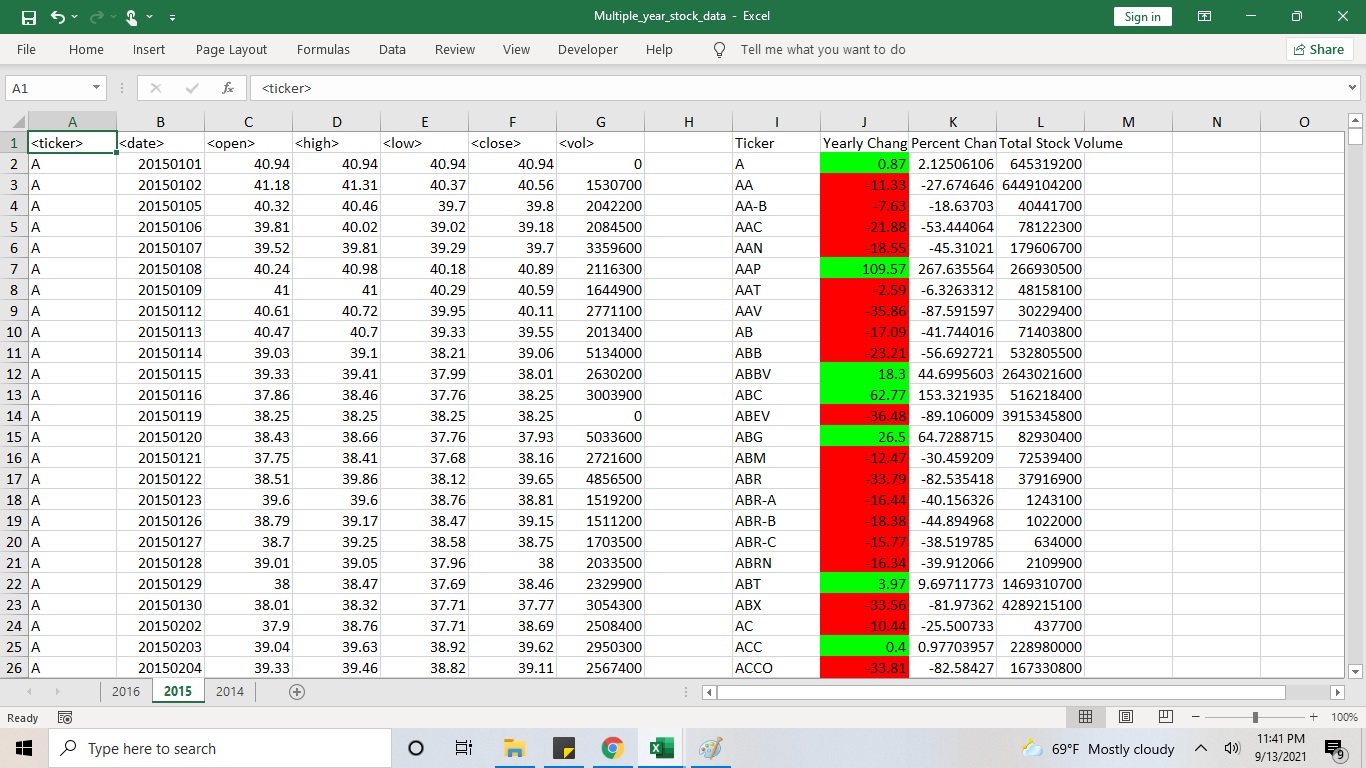 Multiple_year_stock_data - Excel Sign in
File Home Insert Page Layout Formulas Data Review View Developer Help Tell me what you want to do Share
A1 fx <ticker>
A B C D E F G H I J K L M N O
1 <ticker> <date> <open> <high> <low> <close> <vol> Ticker Yearly Chang Percent Chan Total Stock Volume
2 A 20150101 40.94 40.94 40.94 40.94 0 A 0.87 2.12506106 645319200
3 A 20150102 41.18 41.31 40.37 40.56 1530700 AA -11.33 -27.674646 6449104200
4 A 20150105 40.32 40.46 39.7 39.8 2042200 AA-B -7.63 -18.63703 40441700
5 A 20150106 39.81 40.02 39.02 39.18 2084500 AAC -21.88 -53.444064 78122300
6 A 20150107 39.52 39.81 39.29 39.7 3359600 AAN -18.55 -45.31021 179606700
7 A 20150108 40.24 40.98 40.18 40.89 2116300 AAP 109.57 267.635564 266930500
8 A 20150109 41 41 40.29 40.59 1644900 AAT -2.59 -6.3263312 48158100
9 A 20150112 40.61 40.72 39.95 40.11 2771100 AAV -35.86 -87.591597 30229400
10 A 20150113 40.47 40.7 39.33 39.55 2013400 AB -17.09 -41.744016 71403800
11 A 20150114 39.03 39.1 38.21 39.06 5134000 ABB -23.21 -56.692721 532805500
12 A 20150115 39.33 39.41 37.99 38.01 2630200 ABBV 18.3 44.6995603 2643021600
13 A 20150116 37.86 38.46 37.76 38.25 3003900 ABC 62.77 153.321935 516218400
14 A 20150119 38.25 38.25 38.25 38.25 0 ABEV -36.48 -89.106009 3915345800
15 A 20150120 38.43 38.66 37.76 37.93 5033600 ABG 26.5 64.7288715 82930400
16 A 20150121 37.75 38.41 37.68 38.16 2721600 ABM -12.47 -30.459209 72539400
17 A 20150122 38.51 39.86 38.12 39.65 4856500 ABR -33.79 -82.535418 37916900
18 A 20150123 39.6 39.6 38.76 38.81 1519200 ABR-A -16.44 -40.156326 1243100
19 A 20150126 38.79 39.17 38.47 39.15 1511200 ABR-B -18.38 -44.894968 1022000
20 A 20150127 38.7 39.25 38.58 38.75 1703500 ABR-C -15.77 -38.519785 634000
21 A 20150128 39.01 39.05 37.96 38 2033500 ABRN -16.34 -39.912066 2109900
22 A 20150129 38 38.47 37.69 38.46 2329900 ABT 3.97 9.69711773 1469310700
23 A 20150130 38.01 38.32 37.71 37.77 3054300 ABX -33.56 -81.97362 4289215100
24 A 20150202 37.9 38.76 37.71 38.69 2508400 AC -10.44 -25.500733 437700
25 A 20150203 39.04 39.63 38.92 39.62 2950300 ACC 0.4 0.97703957 228980000
26 A 20150204 39.33 39.46 38.82 39.11 2567400 ACCO -33.81 -82.58427 167330800
2016 2015 2014
Ready 100%
Type here to search 69°F Mostly cloudy 11:41 PM
9/13/2021 9